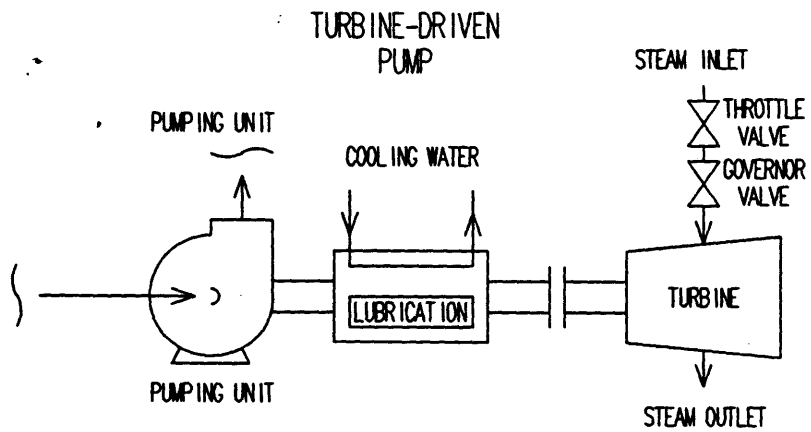 TURBINE-DRIVEN
PUMP
STEAM INLET
THROTTLE
VALVE
PUMPING UNIT
COOLING WATER
GOVERNOR
VALVE
LUBRICATION
TURBINE
PUMPING UNIT
STEAM OUTLET